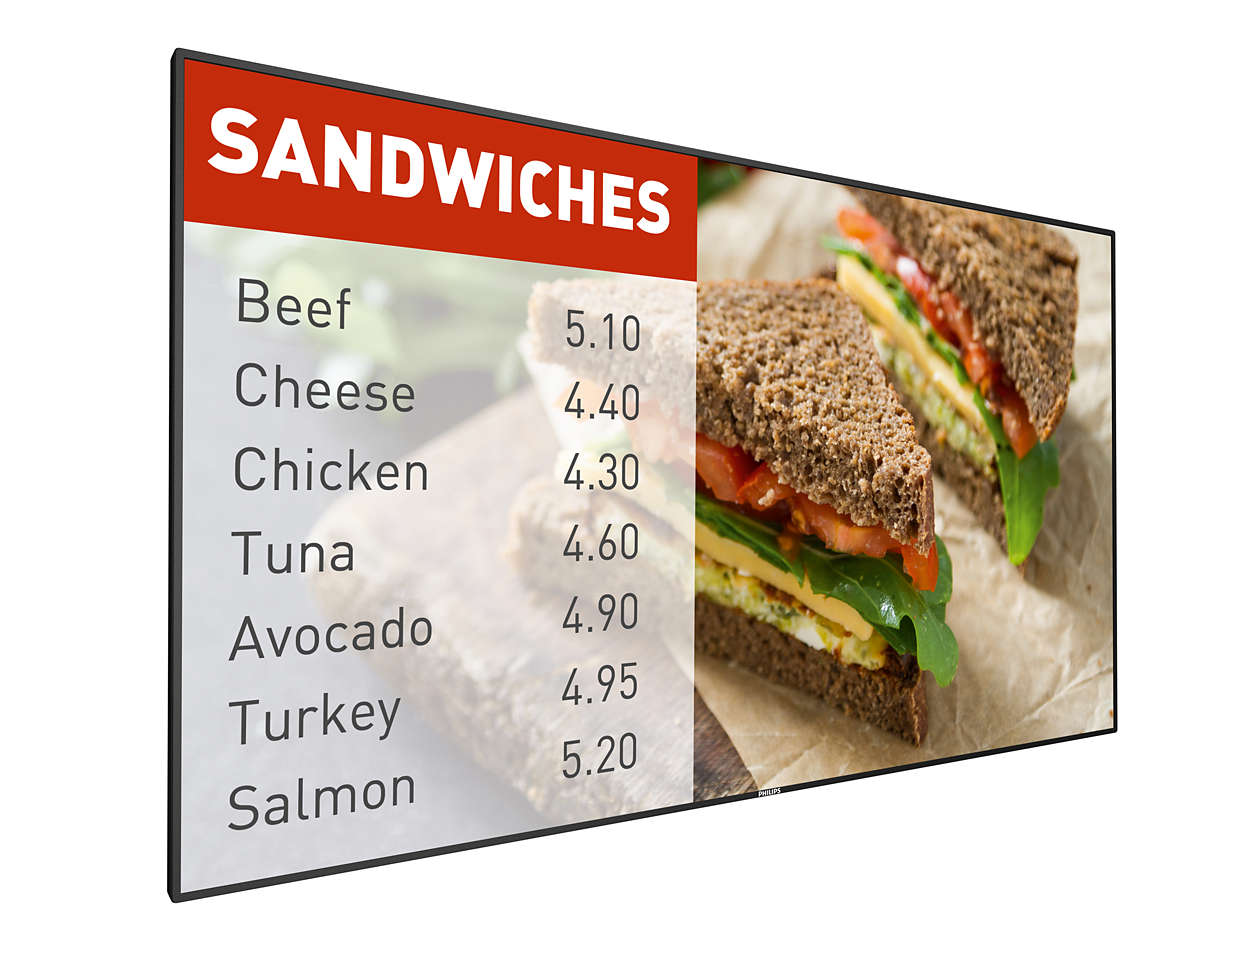 SANDWICHES
Beef 5.10
Cheese 4.40
Chicken 4.30
Tuna 4.60
Avocado 4.90
Turkey 4.95
Salmon 5.20
PHILIPS